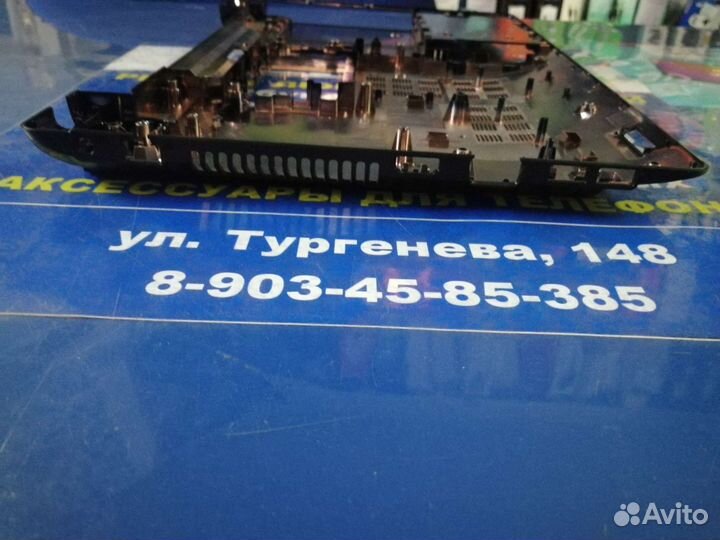 АКСЕССУАРЫ ДЛЯ ТЕЛЕФОН
ул. Тургенева, 148
8-903-45-85-385
Avito